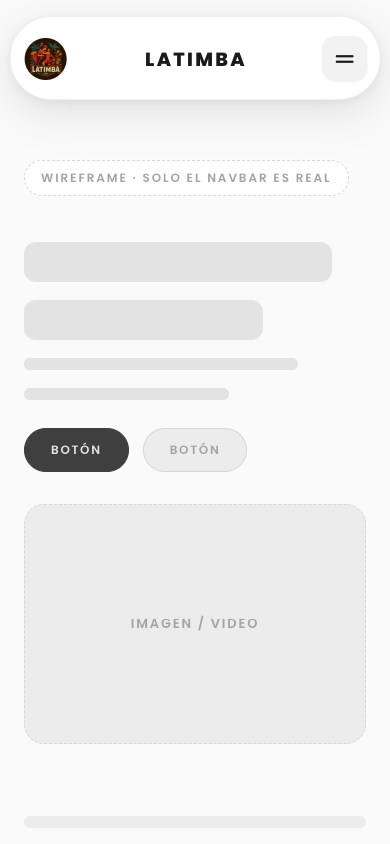 LATIMBA
LATIMBA
WIREFRAME · SOLO EL NAVBAR ES REAL
BOTÓN
BOTÓN
IMAGEN / VIDEO